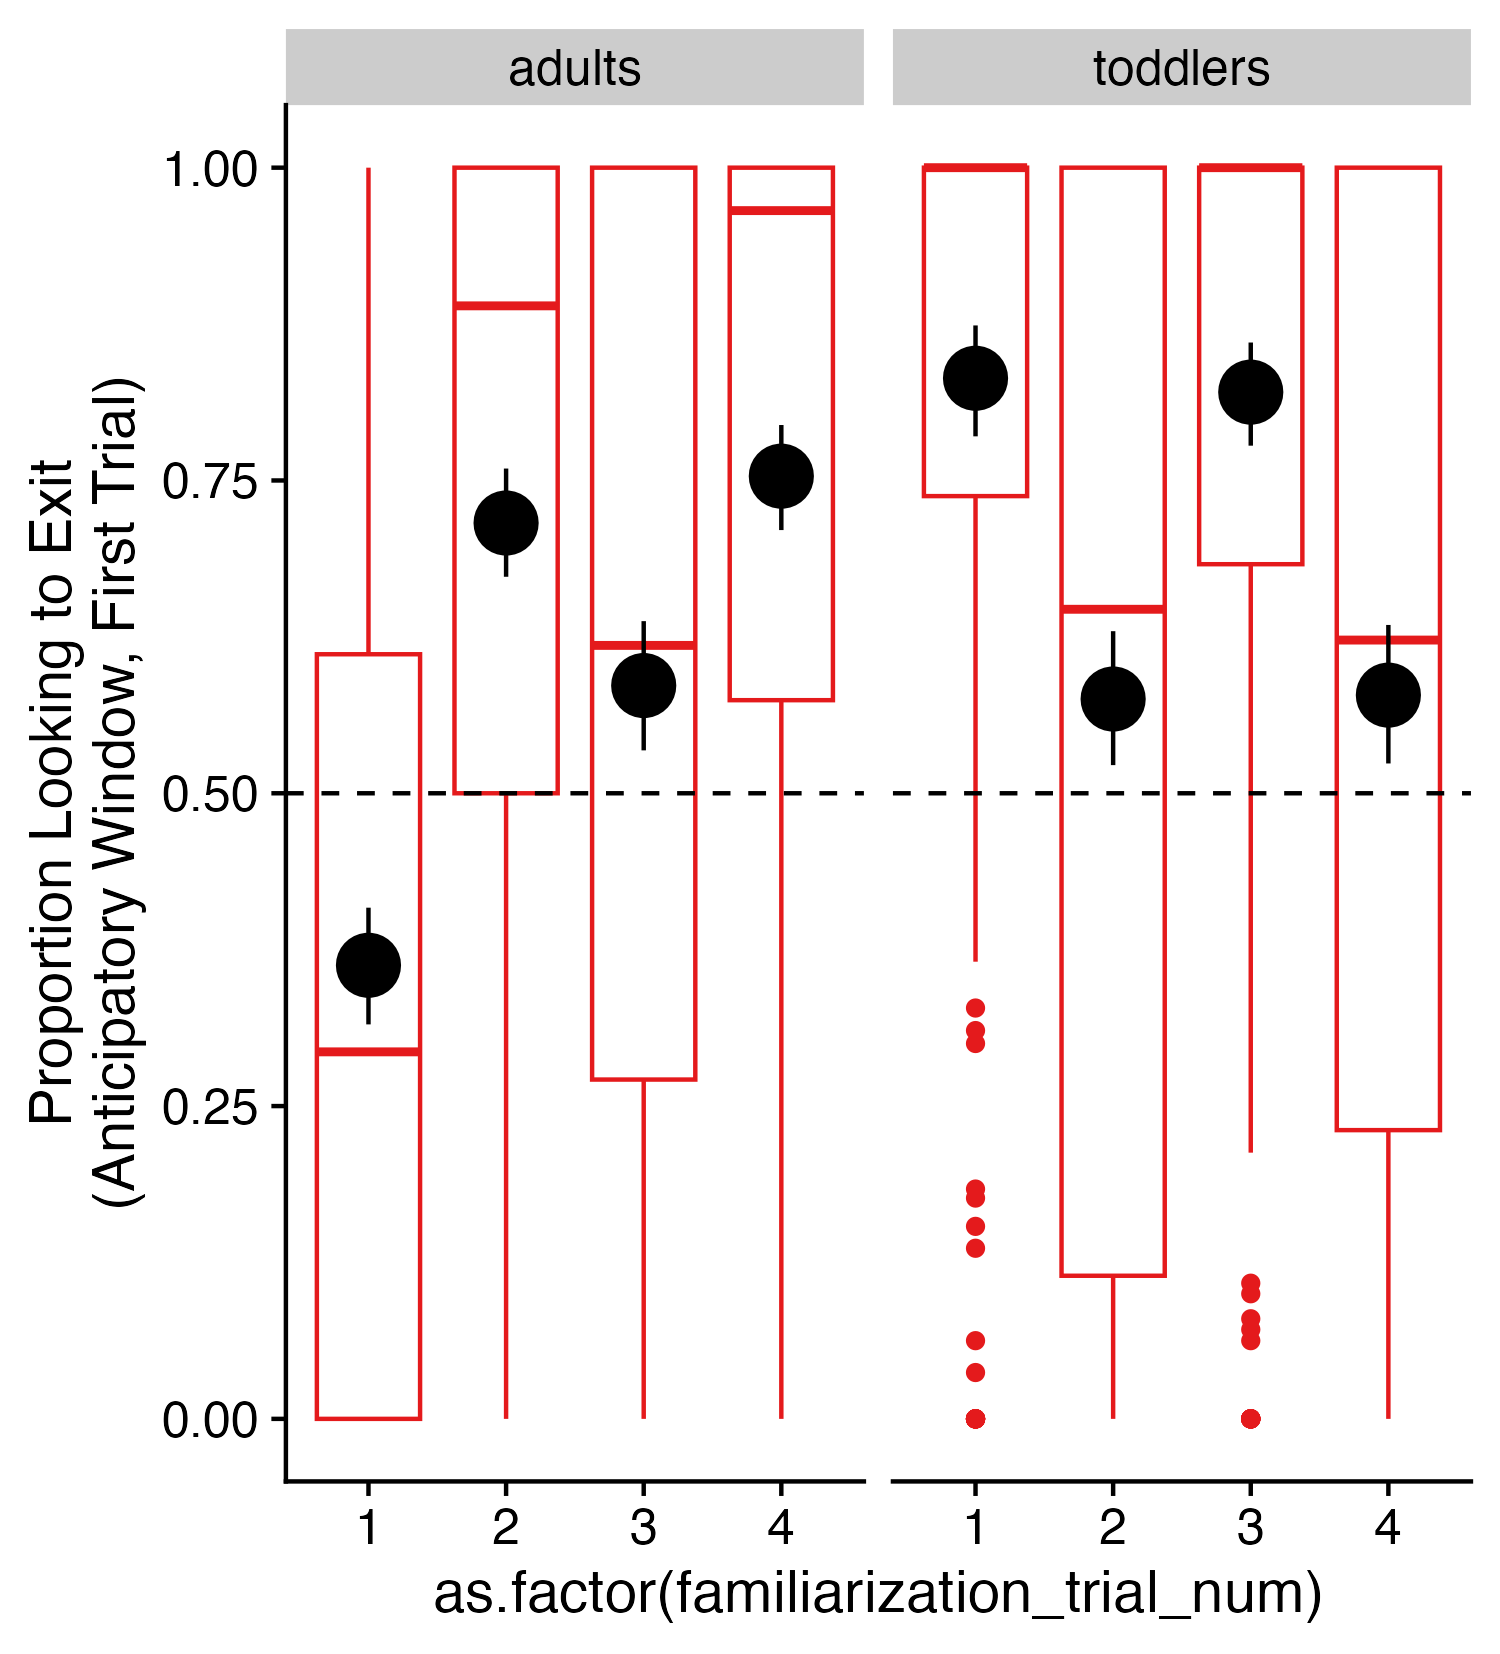 adults
toddlers
Proportion Looking to Exit
(Anticipatory Window, First Trial)
1.00
0.75
0.50
0.25
0.00
1 2 3 4
1 2 3 4
as.factor(familiarization_trial_num)